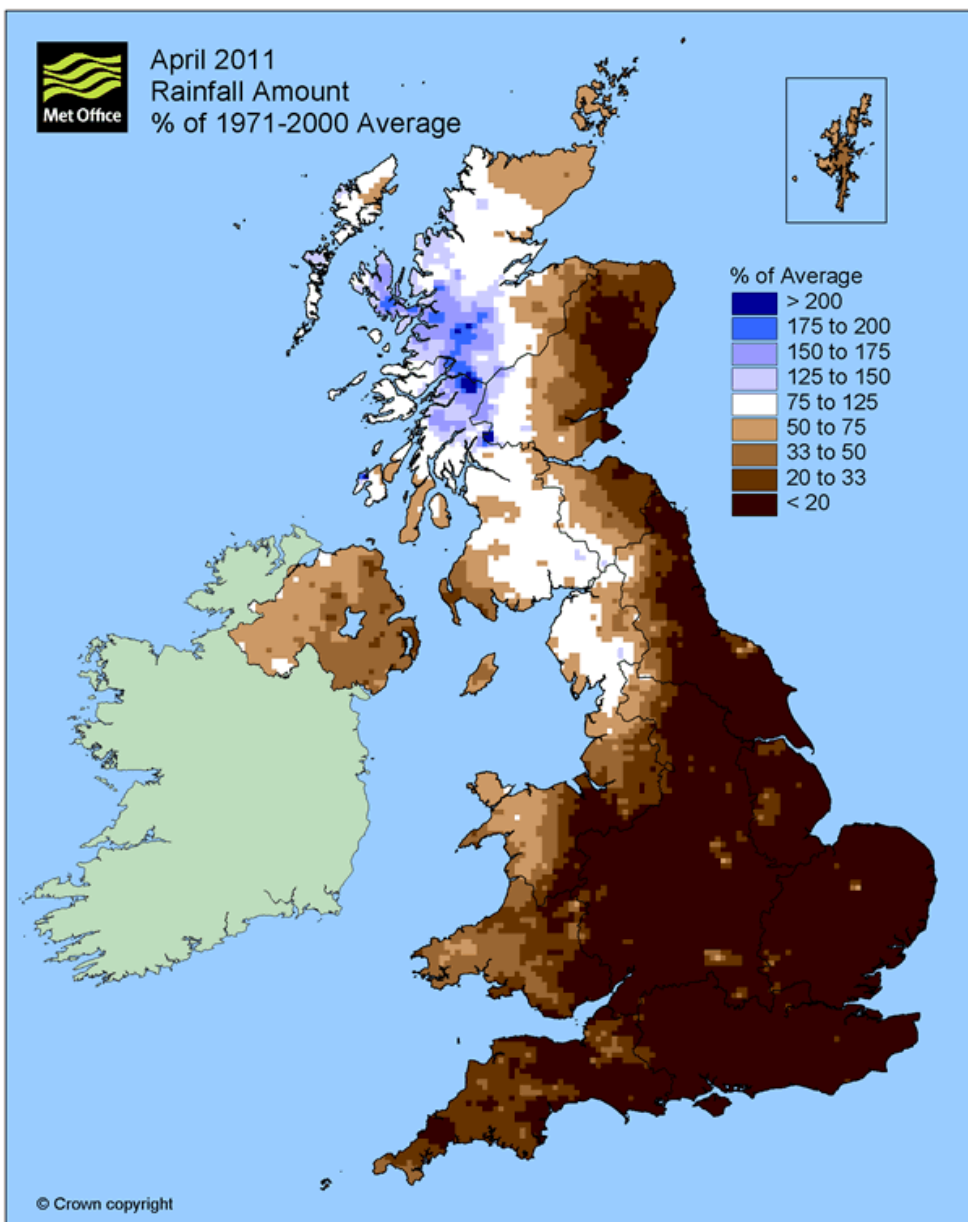 April 2011
Rainfall Amount
% of 1971-2000 Average
Met Office
% of Average
> 200
175 to 200
150 to 175
125 to 150
75 to 125
50 to 75
33 to 50
20 to 33
< 20
© Crown copyright